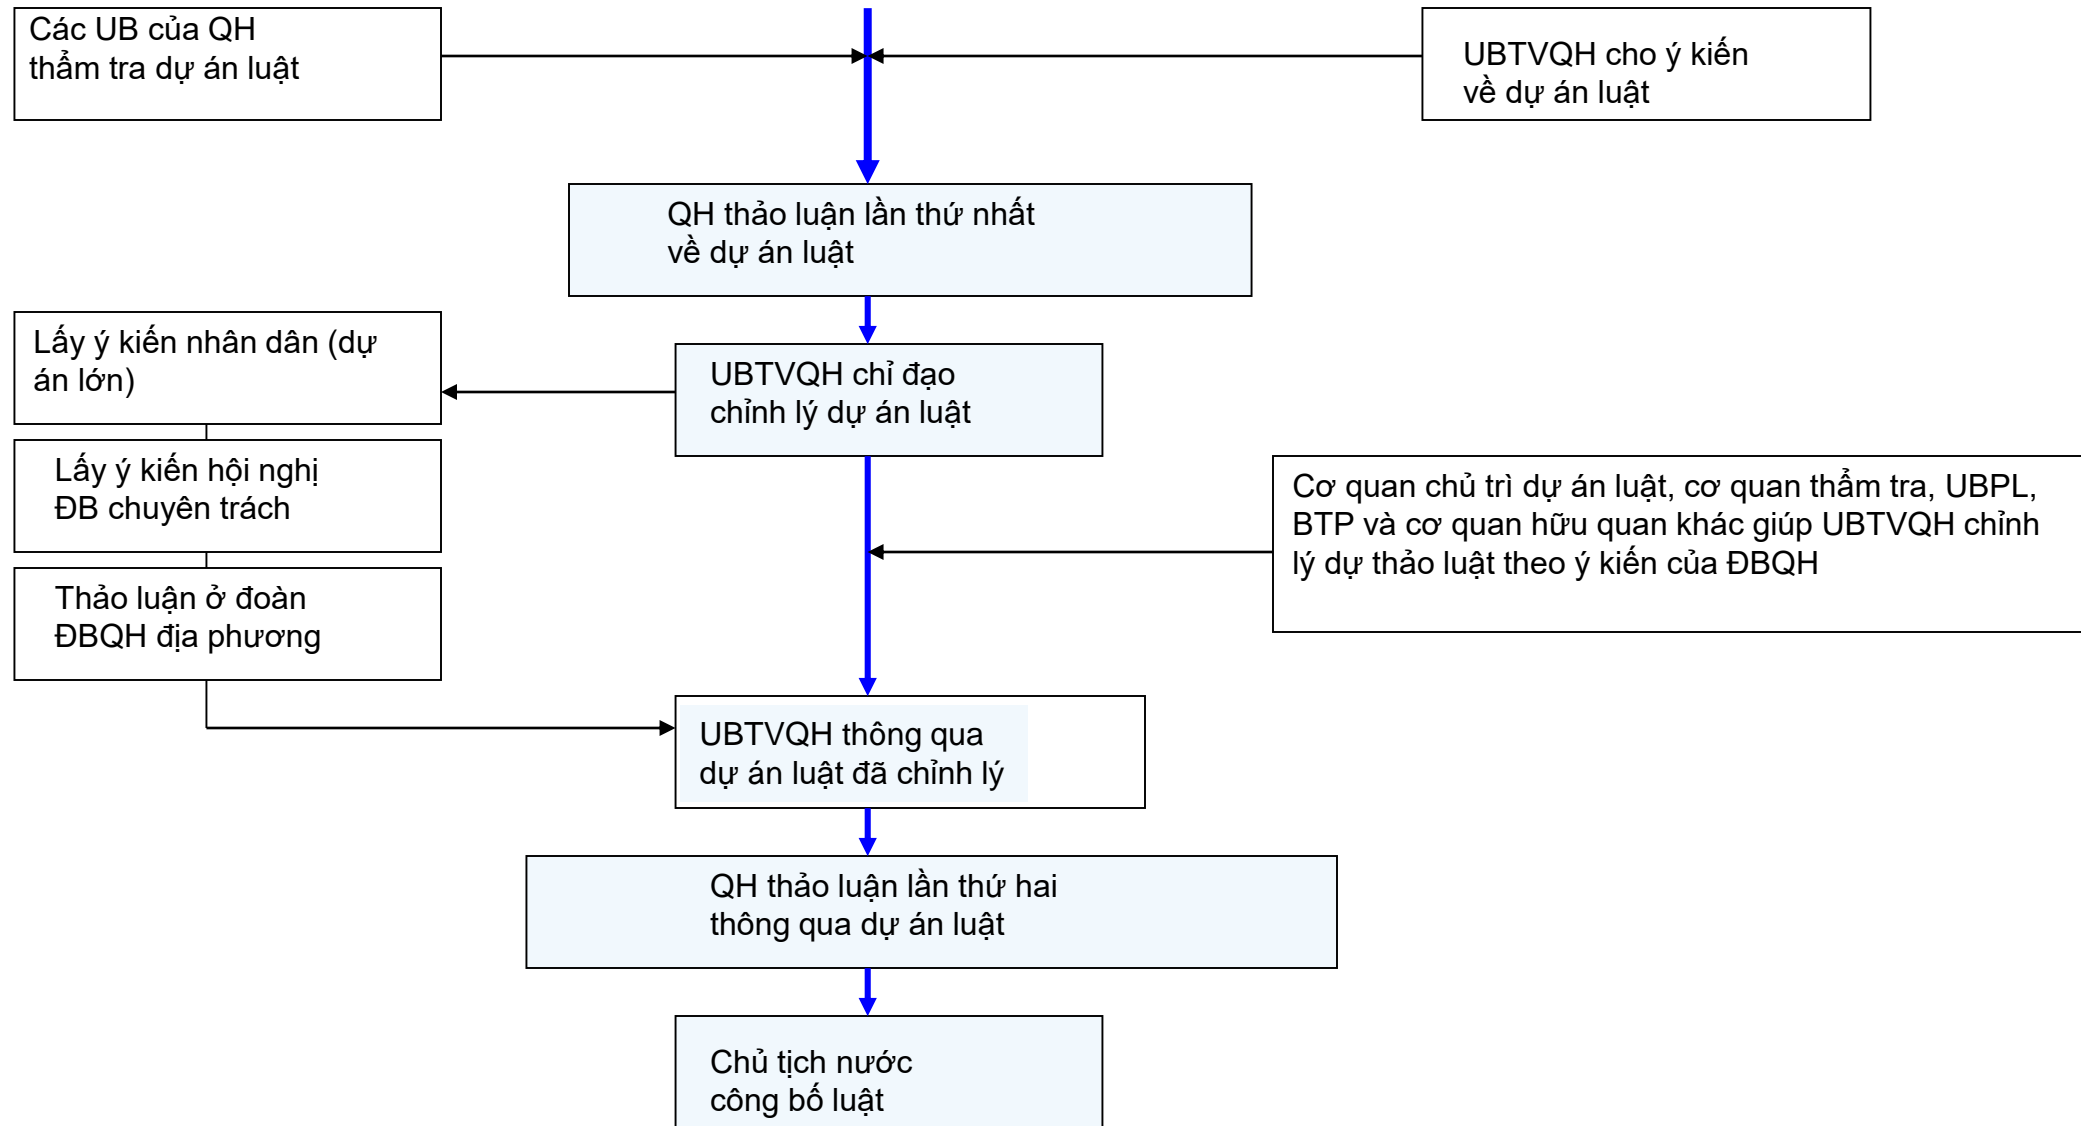 Các UB của QH
thẩm tra dự án luật
UBTVQH cho ý kiến
về dự án luật
QH thảo luận lần thứ nhất
về dự án luật
Lấy ý kiến nhân dân (dự
án lớn)
UBTVQH chỉ đạo
chỉnh lý dự án luật
Lấy ý kiến hội nghị
ĐB chuyên trách
Cơ quan chủ trì dự án luật, cơ quan thẩm tra, UBPL,
BTP và cơ quan hữu quan khác giúp UBTVQH chỉnh
lý dự thảo luật theo ý kiến của ĐBQH
Thảo luận ở đoàn
ĐBQH địa phương
UBTVQH thông qua
dự án luật đã chỉnh lý
QH thảo luận lần thứ hai
thông qua dự án luật
Chủ tịch nước
công bố luật